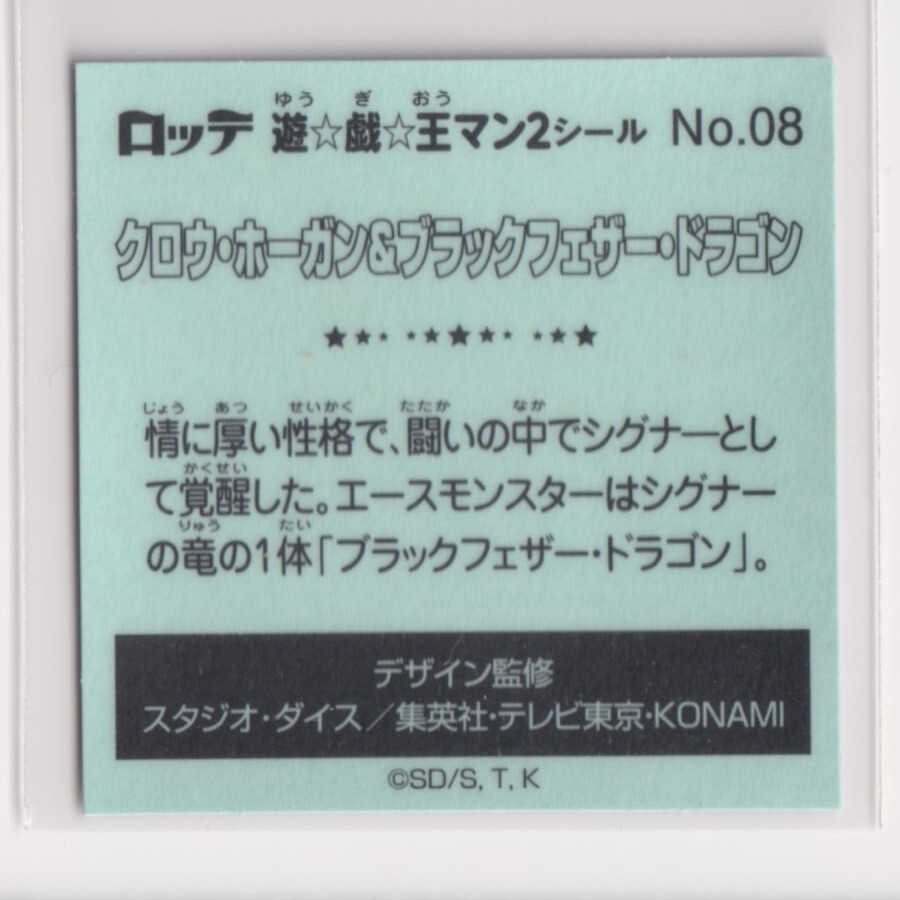 ロッテ 遊☆戯☆王マン2シール No.08
ゆう ぎ おう
クロウ・ホーガン&ブラックフェザー・ドラゴン
★★★ ★★★★★ ★★★
じょう あつ せいかく たたか なか
情に厚い性格で、闘いの中でシグナーとし
かくせい
て覚醒した。エースモンスターはシグナー
りゅう たい
の竜の1体「ブラックフェザー・ドラゴン」。
デザイン監修
スタジオ・ダイス/集英社・テレビ東京・KONAMI
©SD/S, T, K